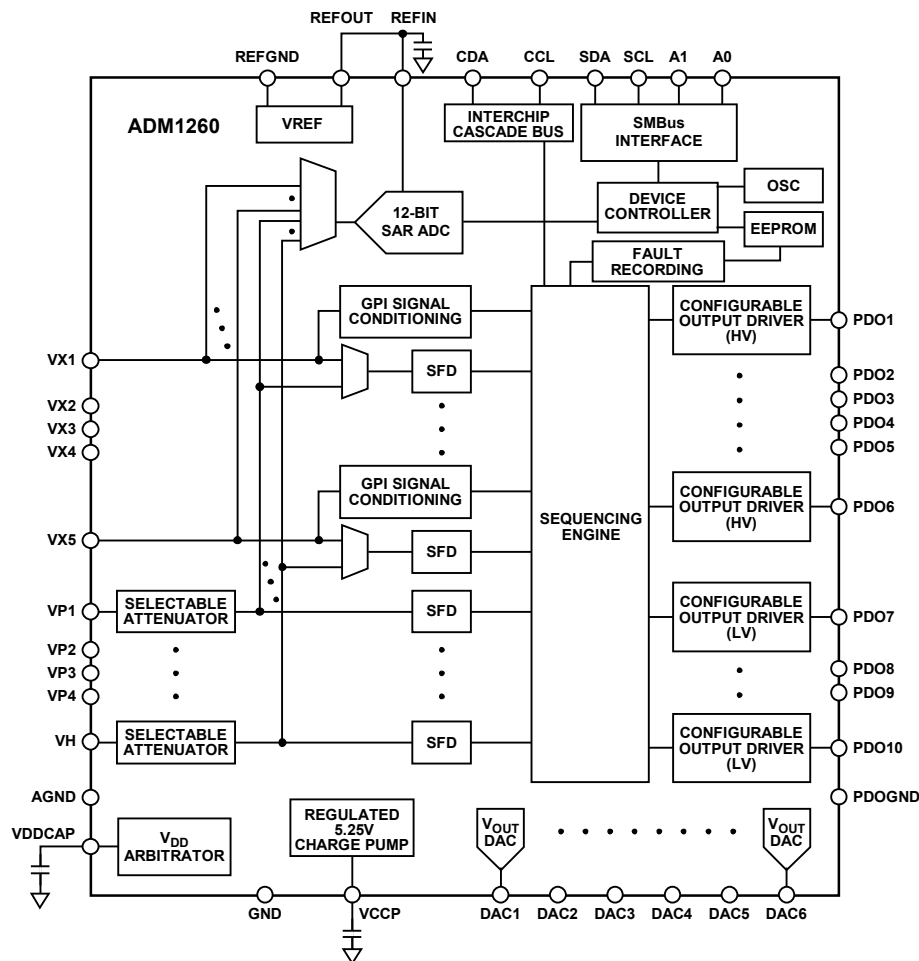 REFOUT REFIN
REFGND
CDA
CCL
SDA
SCL
A1
A0
ADM1260
VREF
INTERCHIP
CASCADE BUS
SMBus
INTERFACE
12-BIT
SAR ADC
DEVICE
CONTROLLER
OSC
EEPROM
FAULT
RECORDING
GPI SIGNAL
CONDITIONING
CONFIGURABLE
OUTPUT DRIVER
(HV)
PDO1
VX1
SFD
PDO2
VX2
PDO3
VX3
PDO4
VX4
PDO5
GPI SIGNAL
CONDITIONING
SEQUENCING
ENGINE
CONFIGURABLE
OUTPUT DRIVER
(HV)
PDO6
VX5
SFD
VP1
SELECTABLE
ATTENUATOR
SFD
CONFIGURABLE
OUTPUT DRIVER
(LV)
PDO7
VP2
VP3
VP4
PDO8
PDO9
VH
SELECTABLE
ATTENUATOR
SFD
CONFIGURABLE
OUTPUT DRIVER
(LV)
PDO10
AGND
PDOGND
VDDCAP
VDD
ARBITRATOR
REGULATED
5.25V
CHARGE PUMP
VOUT
DAC
VOUT
DAC
GND
VCCP
DAC1
DAC2
DAC3
DAC4
DAC5
DAC6